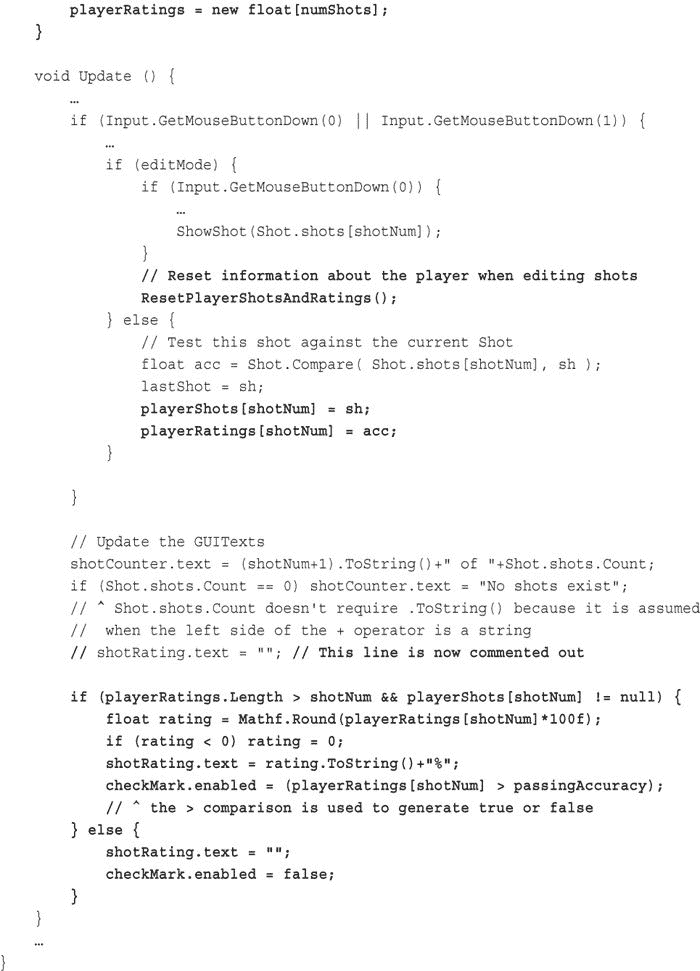 playerRatings = new float[numShots];
    }

    void Update () {
        …
        if (Input.GetMouseButtonDown(0) || Input.GetMouseButtonDown(1)) {
            …
            if (editMode) {
                if (Input.GetMouseButtonDown(0)) {
                    …
                    ShowShot(Shot.shots[shotNum]);
                }
                // Reset information about the player when editing shots
                ResetPlayerShotsAndRatings();
            } else {
                // Test this shot against the current Shot
                float acc = Shot.Compare( Shot.shots[shotNum], sh );
                lastShot = sh;
                playerShots[shotNum] = sh;
                playerRatings[shotNum] = acc;
            }

        }

        // Update the GUITexts
        shotCounter.text = (shotNum+1).ToString()+" of "+Shot.shots.Count;
        if (Shot.shots.Count == 0) shotCounter.text = "No shots exist";
        // ^ Shot.shots.Count doesn't require .ToString() because it is assumed
        //  when the left side of the + operator is a string
        // shotRating.text = ""; // This line is now commented out

        if (playerRatings.Length > shotNum && playerShots[shotNum] != null) {
            float rating = Mathf.Round(playerRatings[shotNum]*100f);
            if (rating < 0) rating = 0;
            shotRating.text = rating.ToString()+"%";
            checkMark.enabled = (playerRatings[shotNum] > passingAccuracy);
            // ^ the > comparison is used to generate true or false
        } else {
            shotRating.text = "";
            checkMark.enabled = false;
        }
    }
    …
}